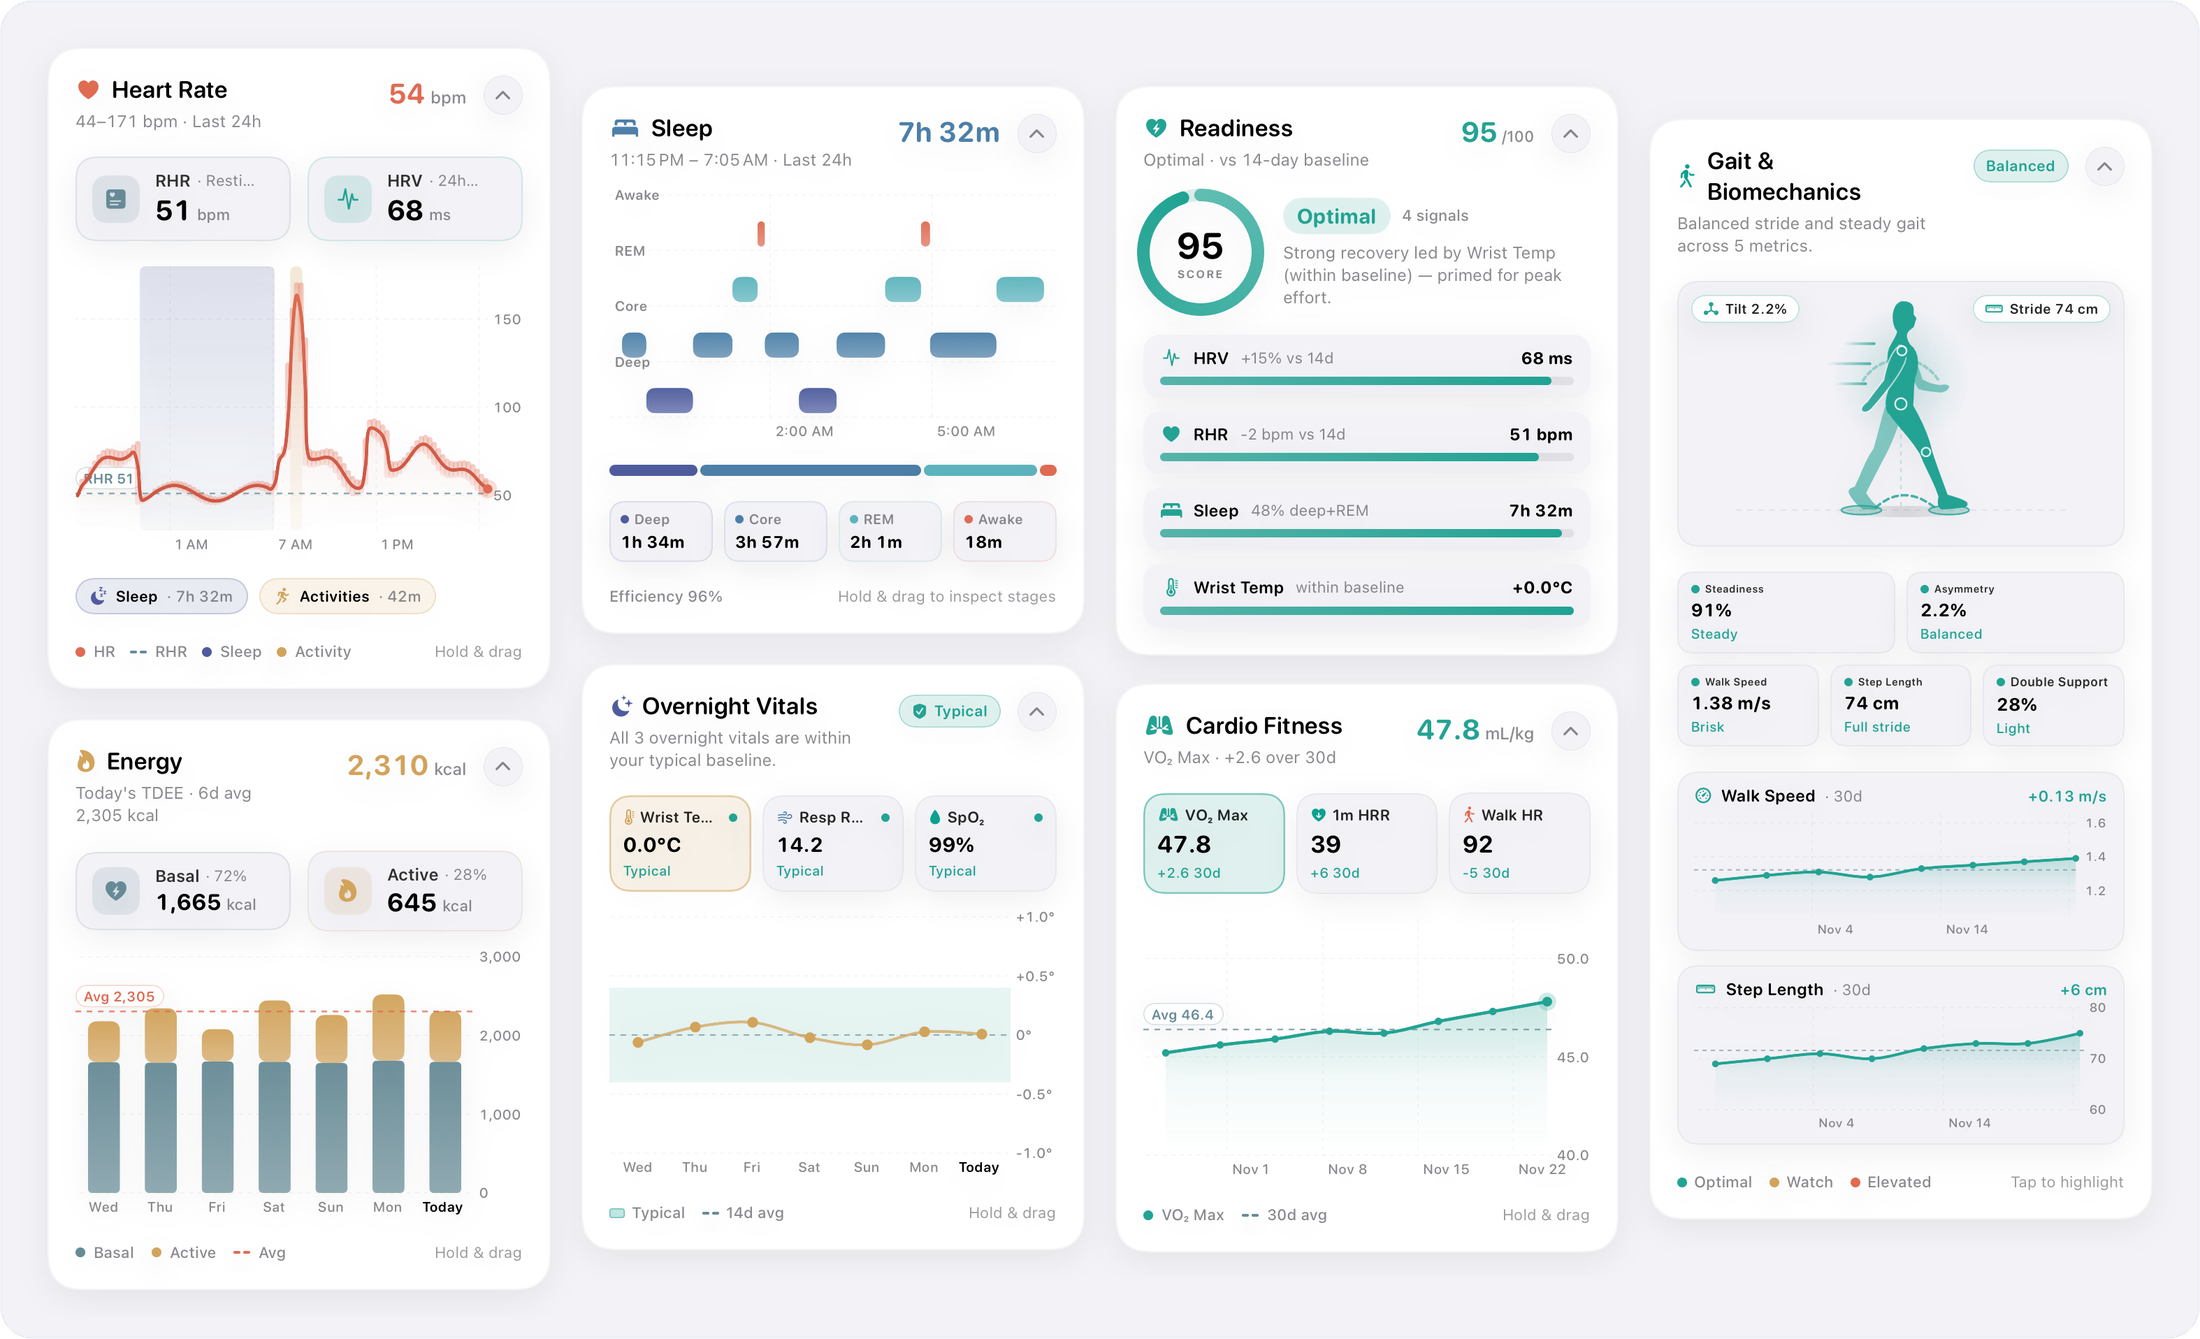 Heart Rate
54 bpm
44–171 bpm · Last 24h
RHR · Resti...
51 bpm
HRV · 24h...
68 ms
150
100
50
RHR 51
1 AM
7 AM
1 PM
Sleep · 7h 32m
Activities · 42m
HR
RHR
Sleep
Activity
Hold & drag
Energy
2,310 kcal
Today's TDEE · 6d avg
2,305 kcal
Basal · 72%
1,665 kcal
Active · 28%
645 kcal
3,000
2,000
1,000
0
Avg 2,305
Wed
Thu
Fri
Sat
Sun
Mon
Today
Basal
Active
Avg
Hold & drag
Sleep
7h 32m
11:15 PM – 7:05 AM · Last 24h
Awake
REM
Core
Deep
2:00 AM
5:00 AM
Deep
1h 34m
Core
3h 57m
REM
2h 1m
Awake
18m
Efficiency 96%
Hold & drag to inspect stages
Overnight Vitals
Typical
All 3 overnight vitals are within
your typical baseline.
Wrist Te...
0.0°C
Typical
Resp R...
14.2
Typical
SpO₂
99%
Typical
+1.0°
+0.5°
0°
-0.5°
-1.0°
Wed
Thu
Fri
Sat
Sun
Mon
Today
Typical
14d avg
Hold & drag
Readiness
95 /100
Optimal · vs 14-day baseline
95
SCORE
Optimal
4 signals
Strong recovery led by Wrist Temp
(within baseline) — primed for peak
effort.
HRV +15% vs 14d 68 ms
RHR -2 bpm vs 14d 51 bpm
Sleep 48% deep+REM 7h 32m
Wrist Temp within baseline +0.0°C
Cardio Fitness
47.8 mL/kg
VO₂ Max · +2.6 over 30d
VO₂ Max
47.8
+2.6 30d
1m HRR
39
+6 30d
Walk HR
92
-5 30d
50.0
45.0
40.0
Avg 46.4
Nov 1
Nov 8
Nov 15
Nov 22
VO₂ Max
30d avg
Hold & drag
Gait &
Biomechanics
Balanced
Balanced stride and steady gait
across 5 metrics.
Tilt 2.2%
Stride 74 cm
Steadiness
91%
Steady
Asymmetry
2.2%
Balanced
Walk Speed
1.38 m/s
Brisk
Step Length
74 cm
Full stride
Double Support
28%
Light
Walk Speed · 30d
+0.13 m/s
1.6
1.4
1.2
Nov 4
Nov 14
Step Length · 30d
+6 cm
80
70
60
Nov 4
Nov 14
Optimal
Watch
Elevated
Tap to highlight